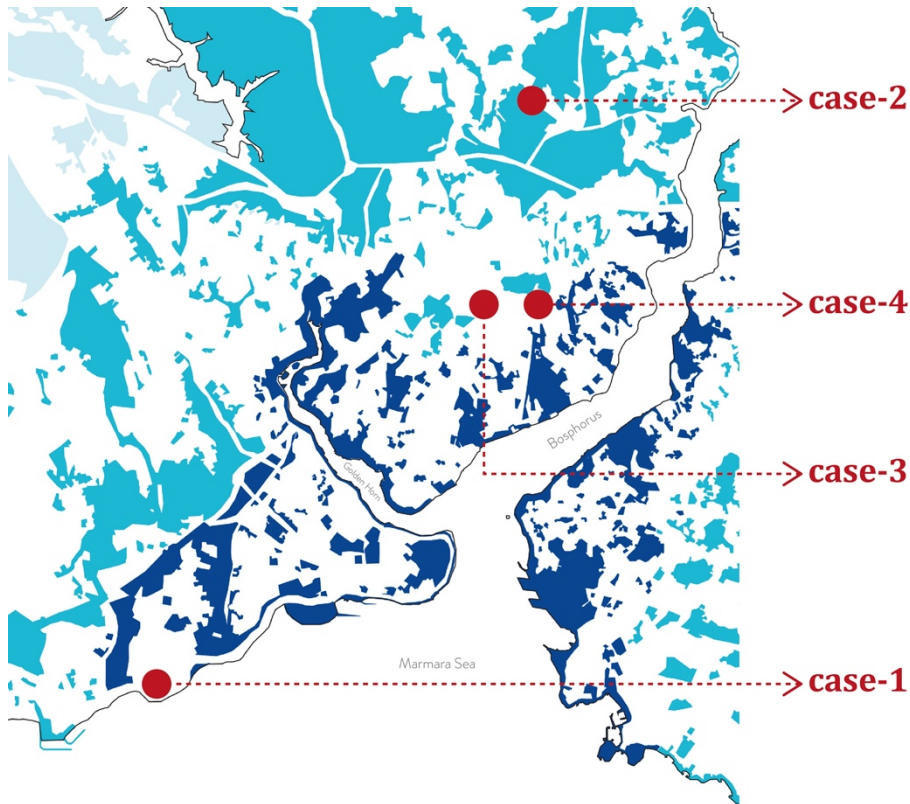 case-2
case-4
Bosphorus
case-3
Golden Horn
Marmara Sea
case-1